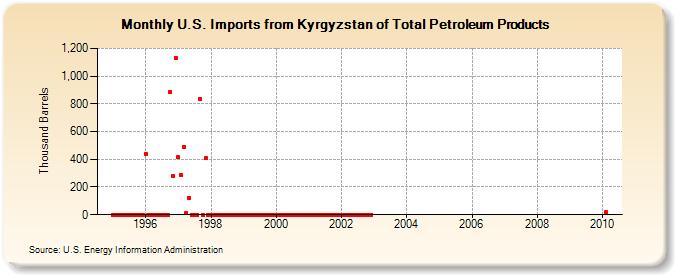 Monthly U.S. Imports from Kyrgyzstan of Total Petroleum Products
Thousand Barrels
1,200
1,000
800
600
400
200
0
1996 1998 2000 2002 2004 2006 2008 2010
Source: U.S. Energy Information Administration